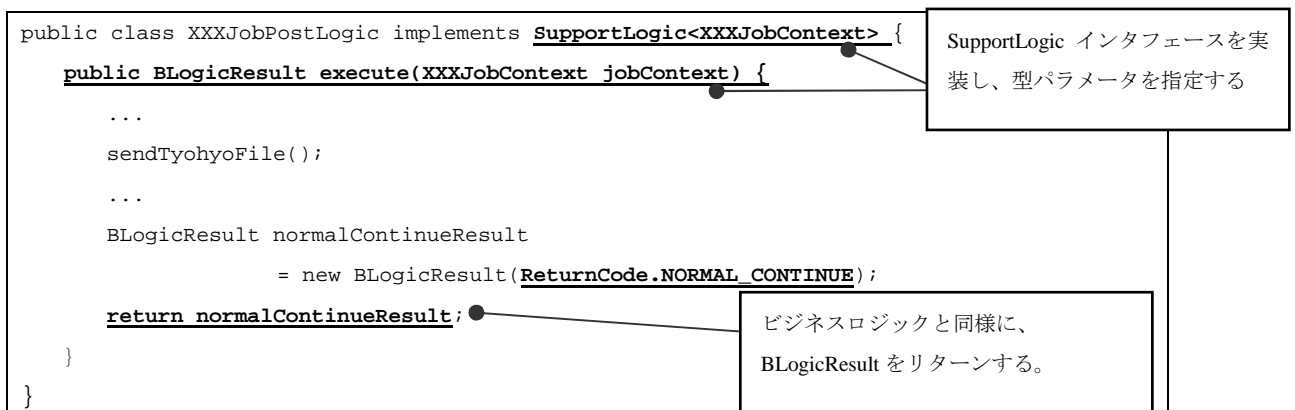 public class XXXJobPostLogic implements SupportLogic<XXXJobContext> {
public BLogicResult execute(XXXJobContext jobContext) {
...
sendTyohyoFile();
...
BLogicResult normalContinueResult
= new BLogicResult(ReturnCode.NORMAL_CONTINUE);
return normalContinueResult;
}
}
SupportLogic インタフェースを実
装し、型パラメータを指定する
ビジネスロジックと同様に、
BLogicResult をリターンする。